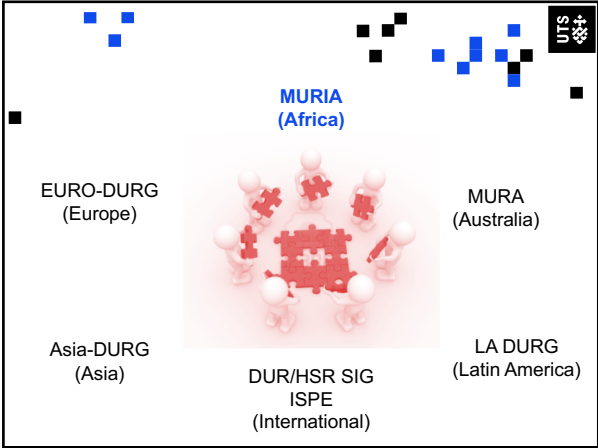 UTS
MURIA
(Africa)
EURO-DURG
(Europe)
MURA
(Australia)
Asia-DURG
(Asia)
LA DURG
(Latin America)
DUR/HSR SIG
ISPE
(International)